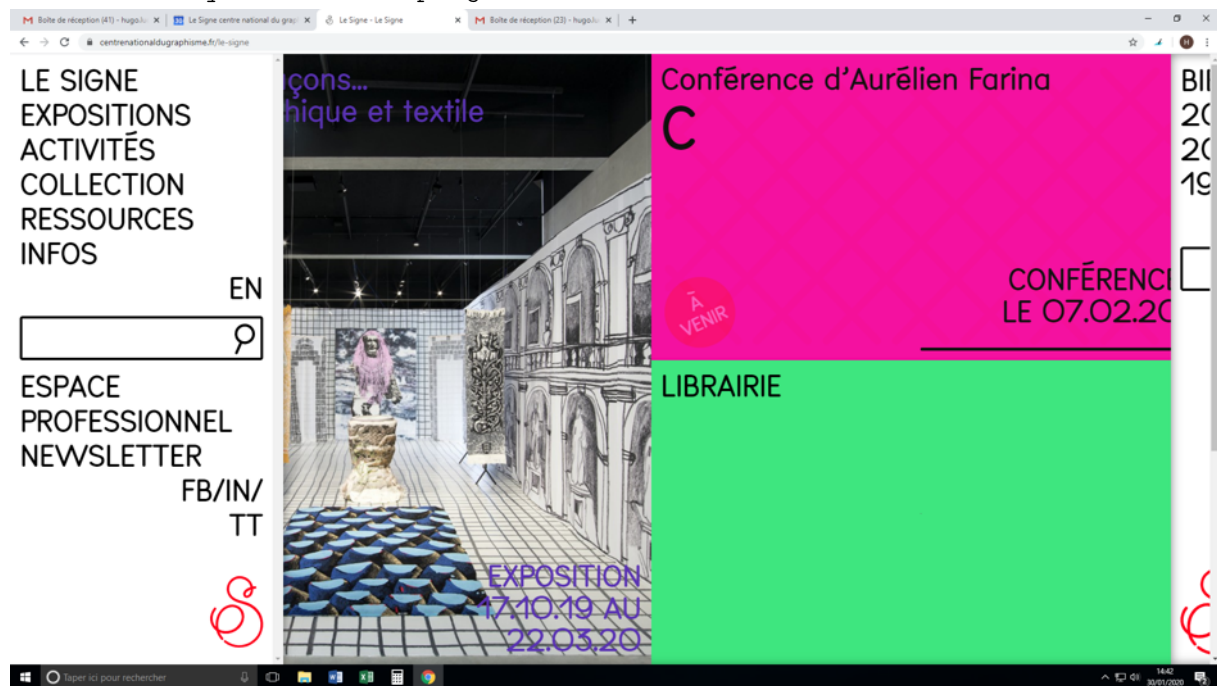 Boîte de réception (41) - hugo.l
Le Signe centre national du grap
Le Signe - Le Signe
Boîte de réception (23) - hugo.l
centrenationaldugraphisme.fr/le-signe
LE SIGNE
EXPOSITIONS
ACTIVITÉS
COLLECTION
RESSOURCES
INFOS
EN
ESPACE
PROFESSIONNEL
NEWSLETTER
FB/IN/
TT
çons...
hique et textile
EXPOSITION
17.10.19 AU
22.03.20
Conférence d'Aurélien Farina
C
À
VENIR
CONFÉRENCE
LE 07.02.20
LIBRAIRIE
BI
20
20
19
Taper ici pour rechercher
14:42
30/01/2020